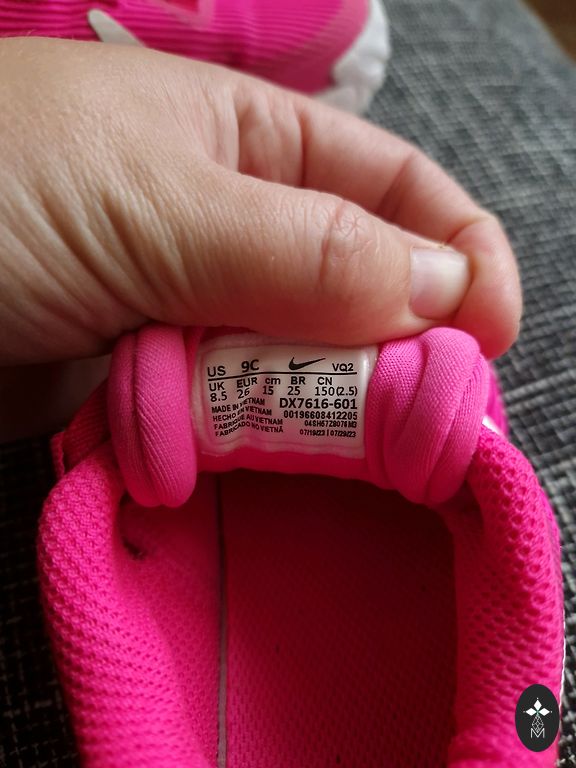 US 9C VQ2
UK EUR cm BR CN
8.5 26 15 25 150(2.5)
MADE IN VIETNAM DX7616-601
HECHO EN VIETNAM 00196608412205
FABRIQUE AU VIETNAM
FABRICADO NO VIETNÃ 07/19/23 | 07/29/23
M